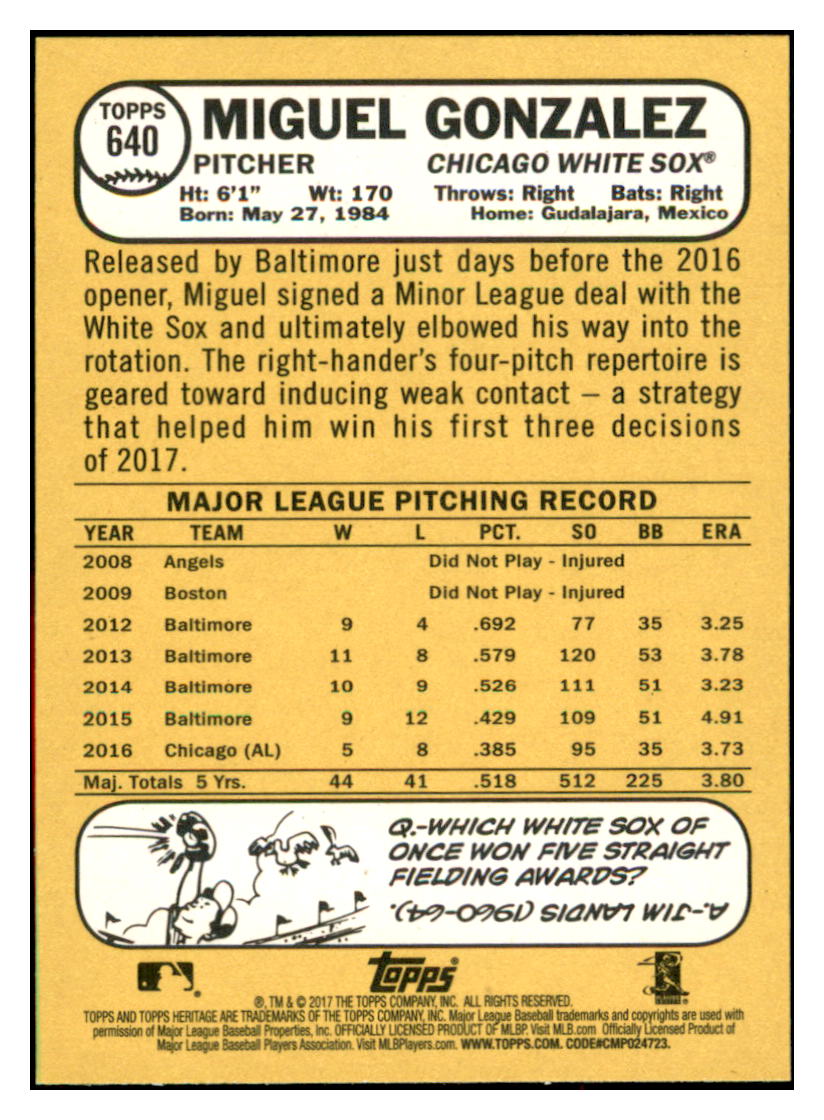 TOPPS
640
MIGUEL GONZALEZ
PITCHER CHICAGO WHITE SOX®
Ht: 6'1" Wt: 170 Throws: Right Bats: Right
Born: May 27, 1984 Home: Gudalajara, Mexico
Released by Baltimore just days before the 2016
opener, Miguel signed a Minor League deal with the
White Sox and ultimately elbowed his way into the
rotation. The right-hander's four-pitch repertoire is
geared toward inducing weak contact – a strategy
that helped him win his first three decisions
of 2017.
MAJOR LEAGUE PITCHING RECORD
YEAR TEAM W L PCT. SO BB ERA
2008 Angels Did Not Play - Injured
2009 Boston Did Not Play - Injured
2012 Baltimore 9 4 .692 77 35 3.25
2013 Baltimore 11 8 .579 120 53 3.78
2014 Baltimore 10 9 .526 111 51 3.23
2015 Baltimore 9 12 .429 109 51 4.91
2016 Chicago (AL) 5 8 .385 95 35 3.73
Maj. Totals 5 Yrs. 44 41 .518 512 225 3.80
Q.-WHICH WHITE SOX OF
ONCE WON FIVE STRAIGHT
FIELDING AWARDS?
A.-JIM LANDIS (1960-64).
Topps
®, TM & © 2017 THE TOPPS COMPANY, INC. ALL RIGHTS RESERVED.
TOPPS AND TOPPS HERITAGE ARE TRADEMARKS OF THE TOPPS COMPANY, INC. Major League Baseball trademarks and copyrights are used with
permission of Major League Baseball Properties, Inc. OFFICIALLY LICENSED PRODUCT OF MLBP. Visit MLB.com Officially Licensed Product of
Major League Baseball Players Association. Visit MLBPlayers.com. WWW.TOPPS.COM. CODE#CMP024723.